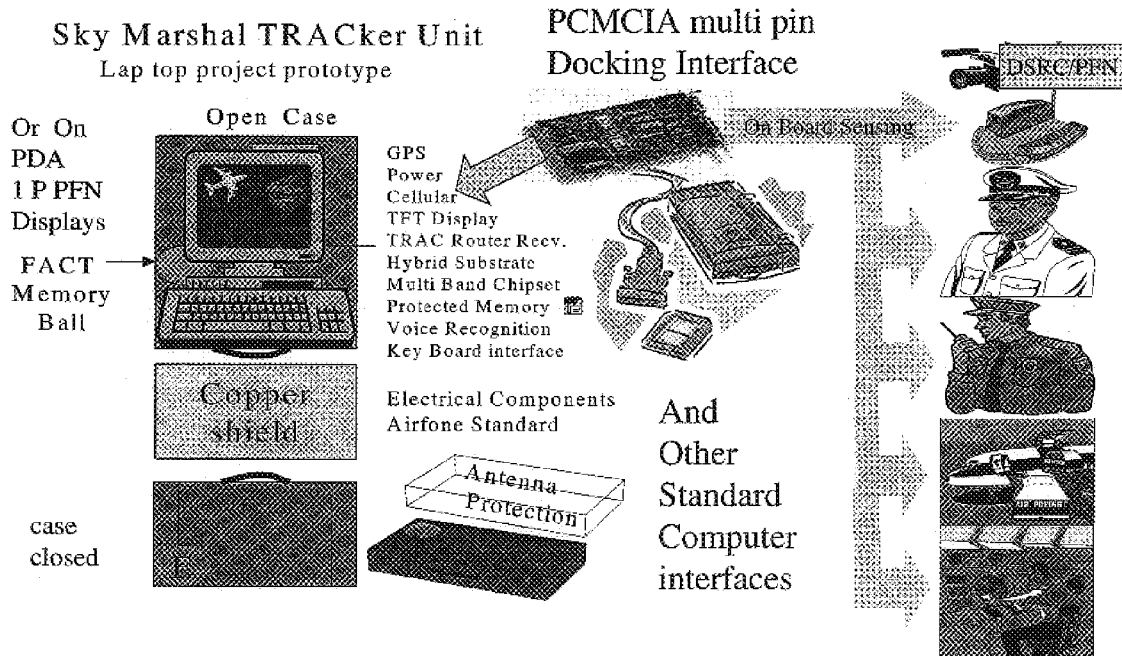 Sky Marshal TRACker Unit
Lap top project prototype
PCMCIA multi pin
Docking Interface
DSRC/PFN
Open Case
Or On
PDA
1 P PFN
Displays
FACT
Memory
Ball
GPS
Power
Cellular
TFT Display
TRAC Router Recv.
Hybrid Substrate
Multi Band Chipset
Protected Memory
Voice Recognition
Key Board interface
On Board Sensing
Copper
shield
Electrical Components
Airfone Standard
Antenna
Protection
case
closed
And
Other
Standard
Computer
interfaces